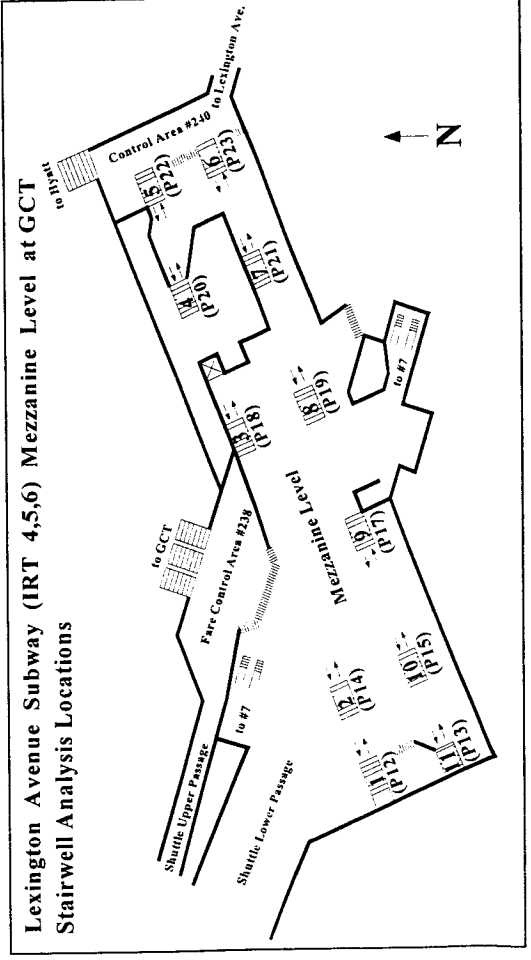 Lexington Avenue Subway (IRT 4,5,6) Mezzanine Level at GCT
Stairwell Analysis Locations
to Hyatt
Control Area #240
to Lexington Ave.
5
(P22)
6
(P23)
4
(P20)
7
(P21)
3
(P18)
8
(P19)
to GCT
Fare Control Area #238
Mezzanine Level
9
(P17)
to #7
to #7
Shuttle Upper Passage
Shuttle Lower Passage
2
(P14)
10
(P15)
1
(P12)
11
(P13)
N